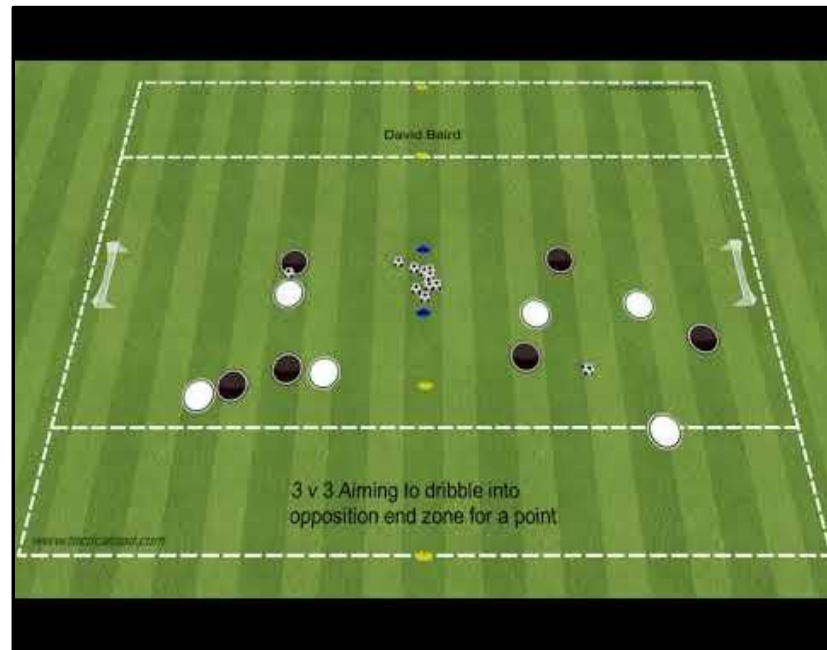 David Baird
3 v 3 Aiming to dribble into
opposition end zone for a point
www.tacticalpad.com